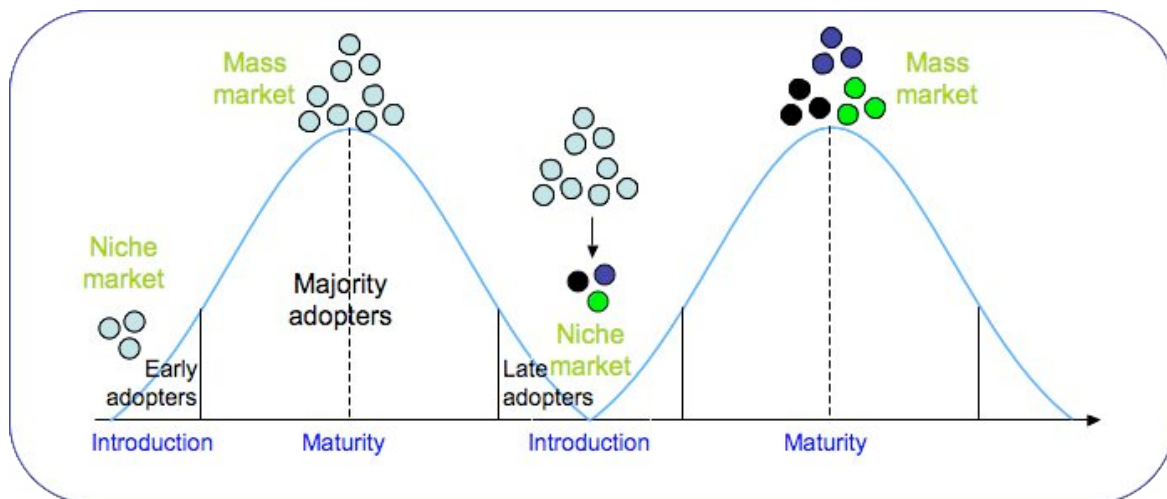 Mass
market
Mass
market
Niche
market
Majority
adopters
Niche
market
Early
adopters
Late
adopters
Introduction
Maturity
Introduction
Maturity